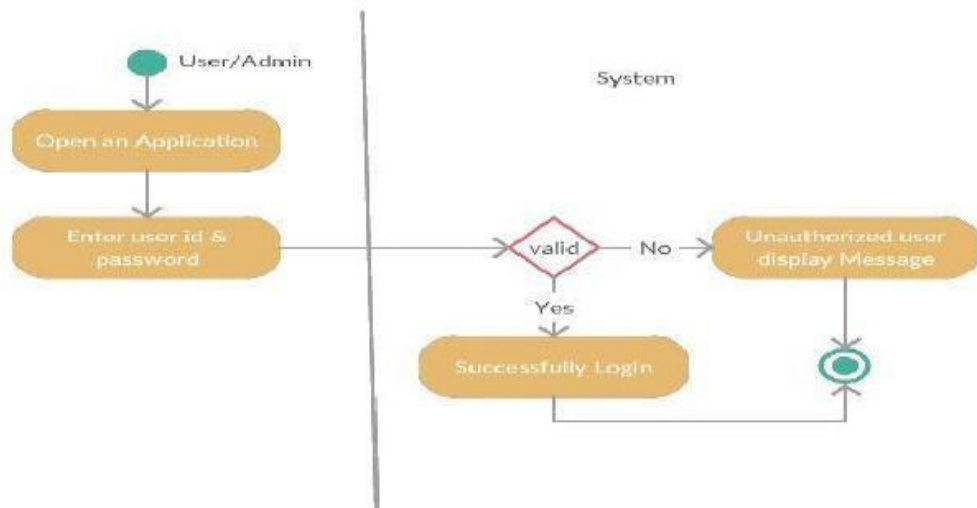 User/Admin
System
Open an Application
Enter user id &
password
valid
No
Unauthorized user
display Message
Yes
Successfully Login